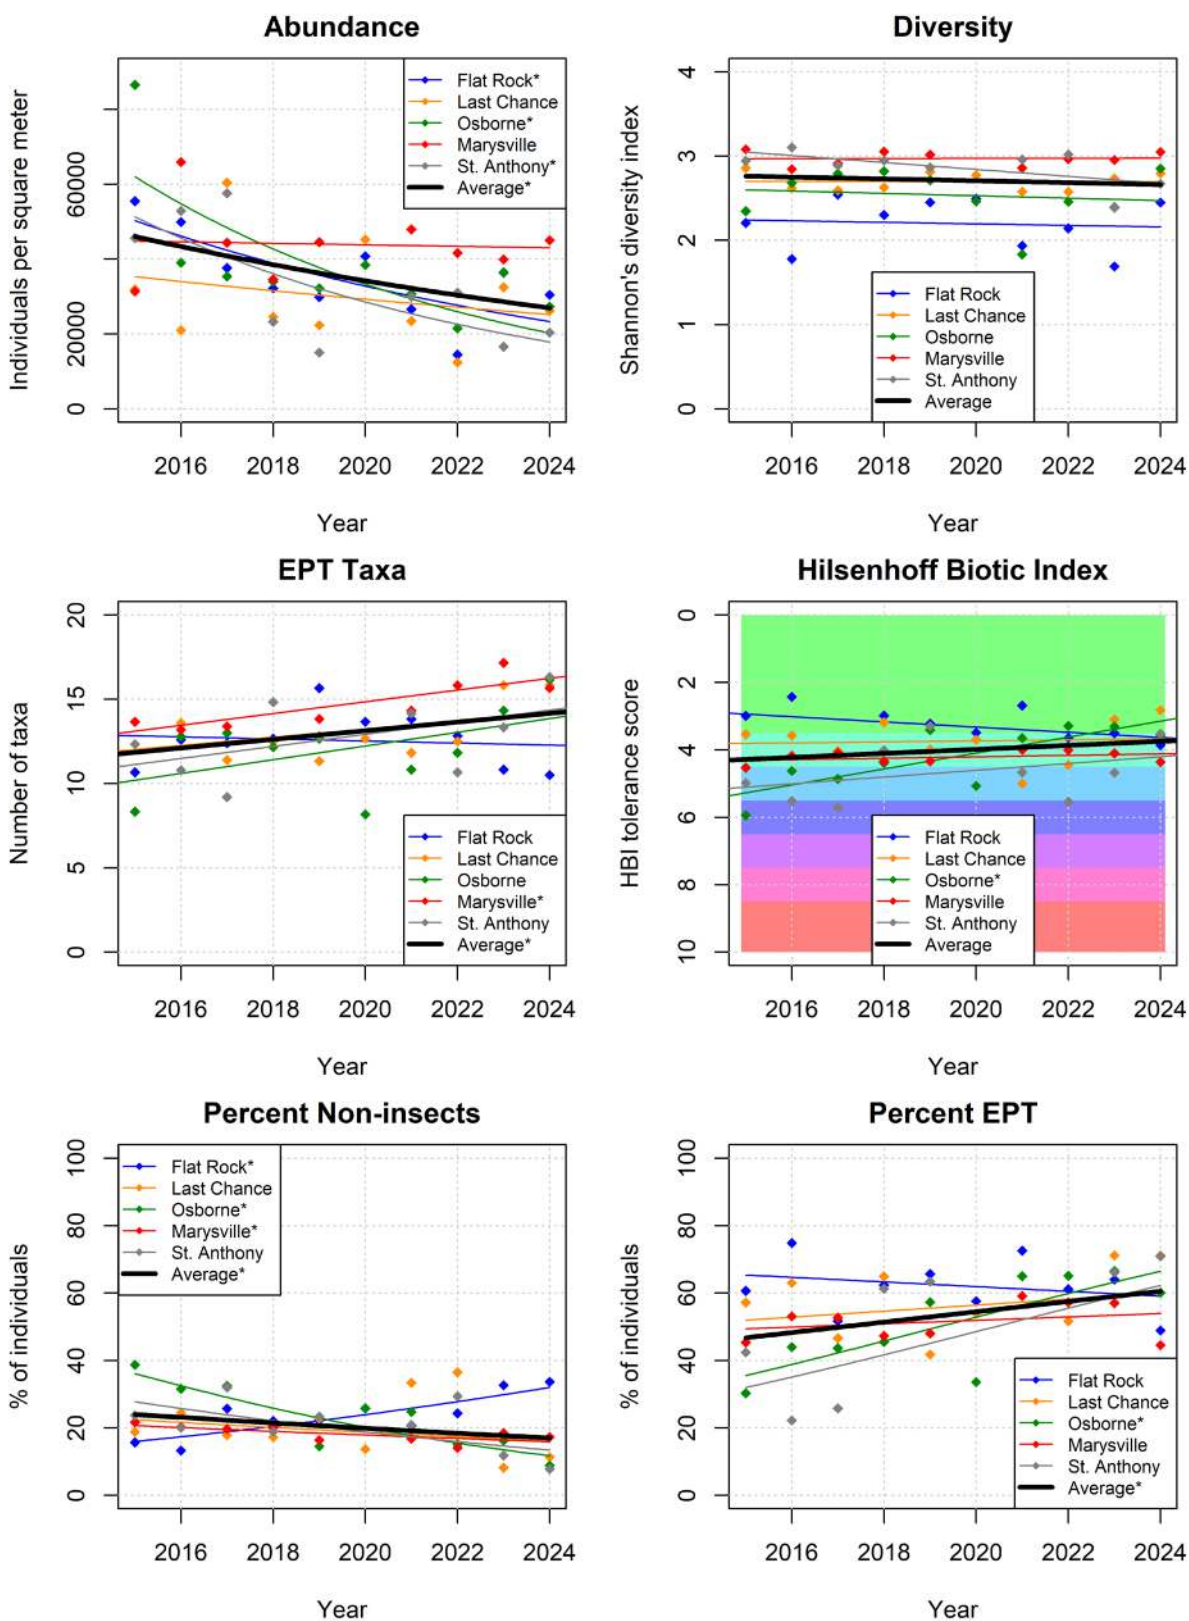 Abundance
Individuals per square meter
0
20000
60000
Flat Rock*
Last Chance
Osborne*
Marysville
St. Anthony*
Average*
2016 2018 2020 2022 2024
Year
Diversity
Shannon's diversity index
0
1
2
3
4
Flat Rock
Last Chance
Osborne
Marysville
St. Anthony
Average
2016 2018 2020 2022 2024
Year
EPT Taxa
Number of taxa
0
5
10
15
20
Flat Rock
Last Chance
Osborne
Marysville*
St. Anthony
Average*
2016 2018 2020 2022 2024
Year
Hilsenhoff Biotic Index
HBI tolerance score
0
2
4
6
8
10
Flat Rock
Last Chance
Osborne*
Marysville
St. Anthony
Average
2016 2018 2020 2022 2024
Year
Percent Non-insects
% of individuals
0
20
40
60
80
100
Flat Rock*
Last Chance
Osborne*
Marysville*
St. Anthony
Average*
2016 2018 2020 2022 2024
Year
Percent EPT
% of individuals
0
20
40
60
80
100
Flat Rock
Last Chance
Osborne*
Marysville
St. Anthony
Average*
2016 2018 2020 2022 2024
Year